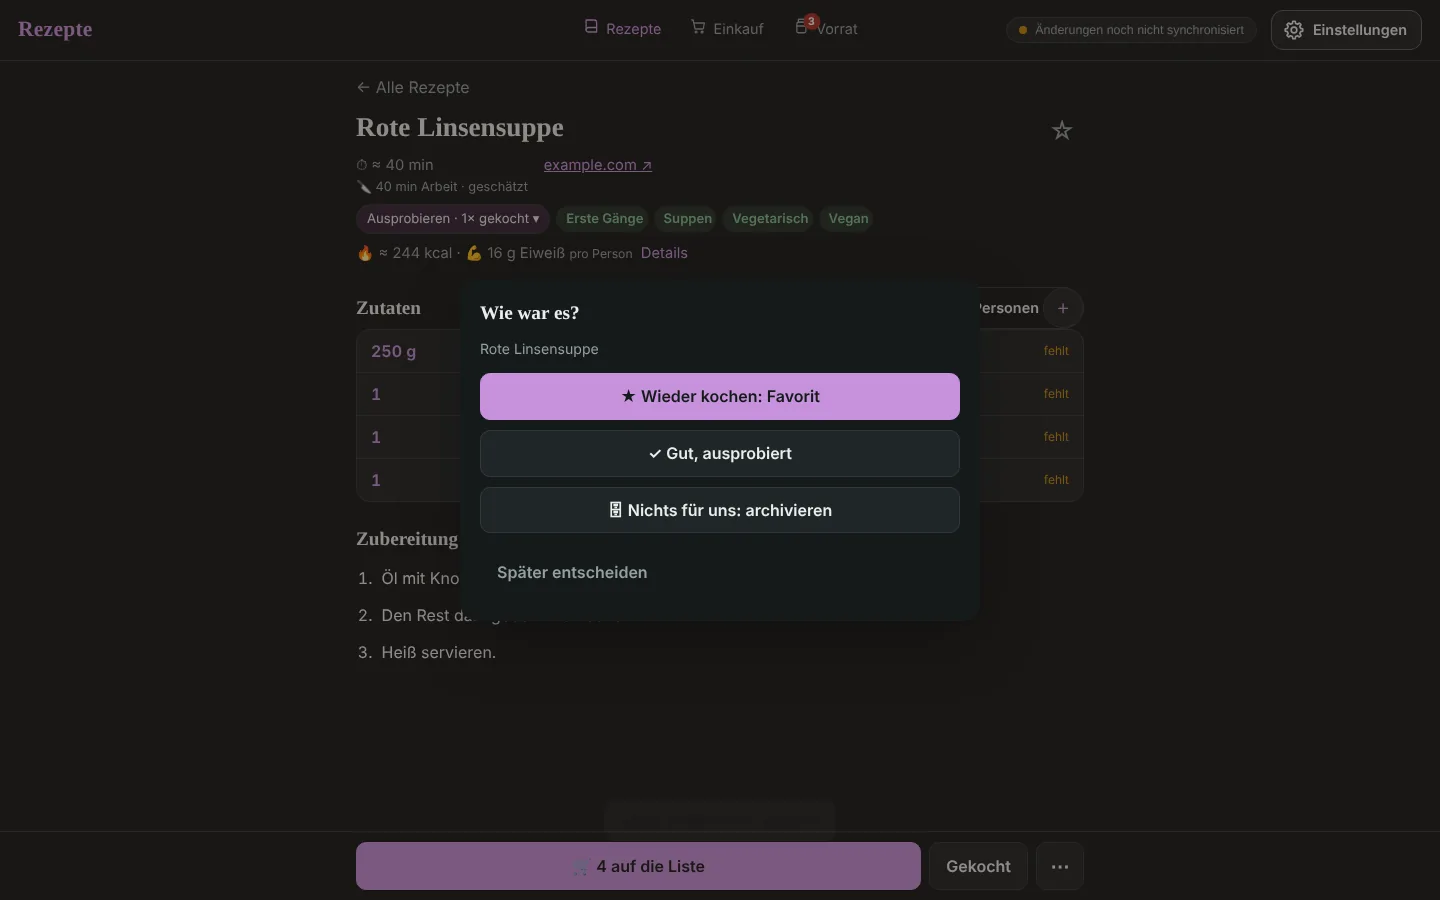 Rezepte
Rezepte
Einkauf
3
Vorrat
Änderungen noch nicht synchronisiert
Einstellungen
← Alle Rezepte
Rote Linsensuppe
☆
⏱ ≈ 40 min
example.com ↗
🔪 40 min Arbeit · geschätzt
Ausprobieren · 1× gekocht ▾
Erste Gänge
Suppen
Vegetarisch
Vegan
🔥 ≈ 244 kcal · 💪 16 g Eiweiß pro Person Details
Zutaten
Personen +
250 g
fehlt
1
fehlt
1
fehlt
1
fehlt
Wie war es?
Rote Linsensuppe
★ Wieder kochen: Favorit
✓ Gut, ausprobiert
🗄 Nichts für uns: archivieren
Später entscheiden
Zubereitung
1. Öl mit Kno
2. Den Rest
3. Heiß servieren.
🛒 4 auf die Liste
Gekocht
⋯